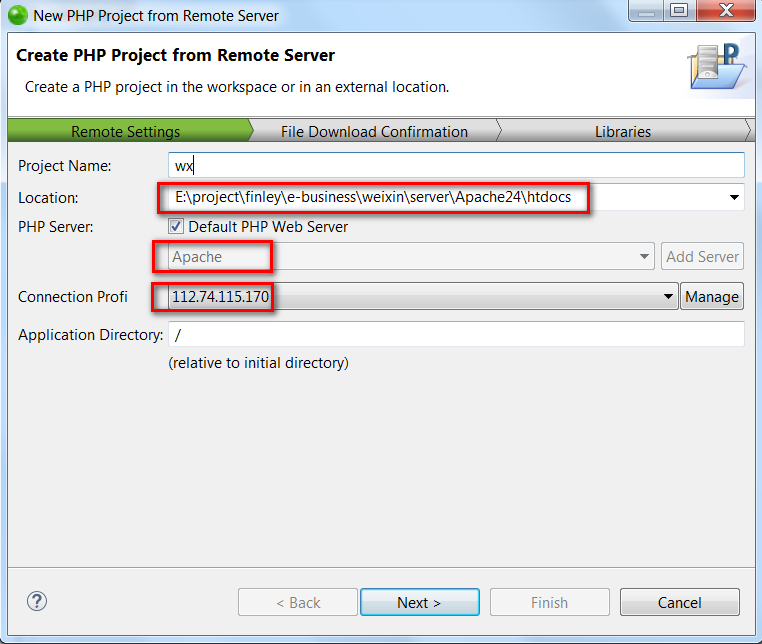 New PHP Project from Remote Server
Create PHP Project from Remote Server
Create a PHP project in the workspace or in an external location.
Remote Settings File Download Confirmation Libraries
Project Name: wx
Location: E:\project\finley\e-business\weixin\server\Apache24\htdocs
PHP Server: Default PHP Web Server
Apache Add Server
Connection Profi 112.74.115.170 Manage
Application Directory: /
(relative to initial directory)
? < Back Next > Finish Cancel